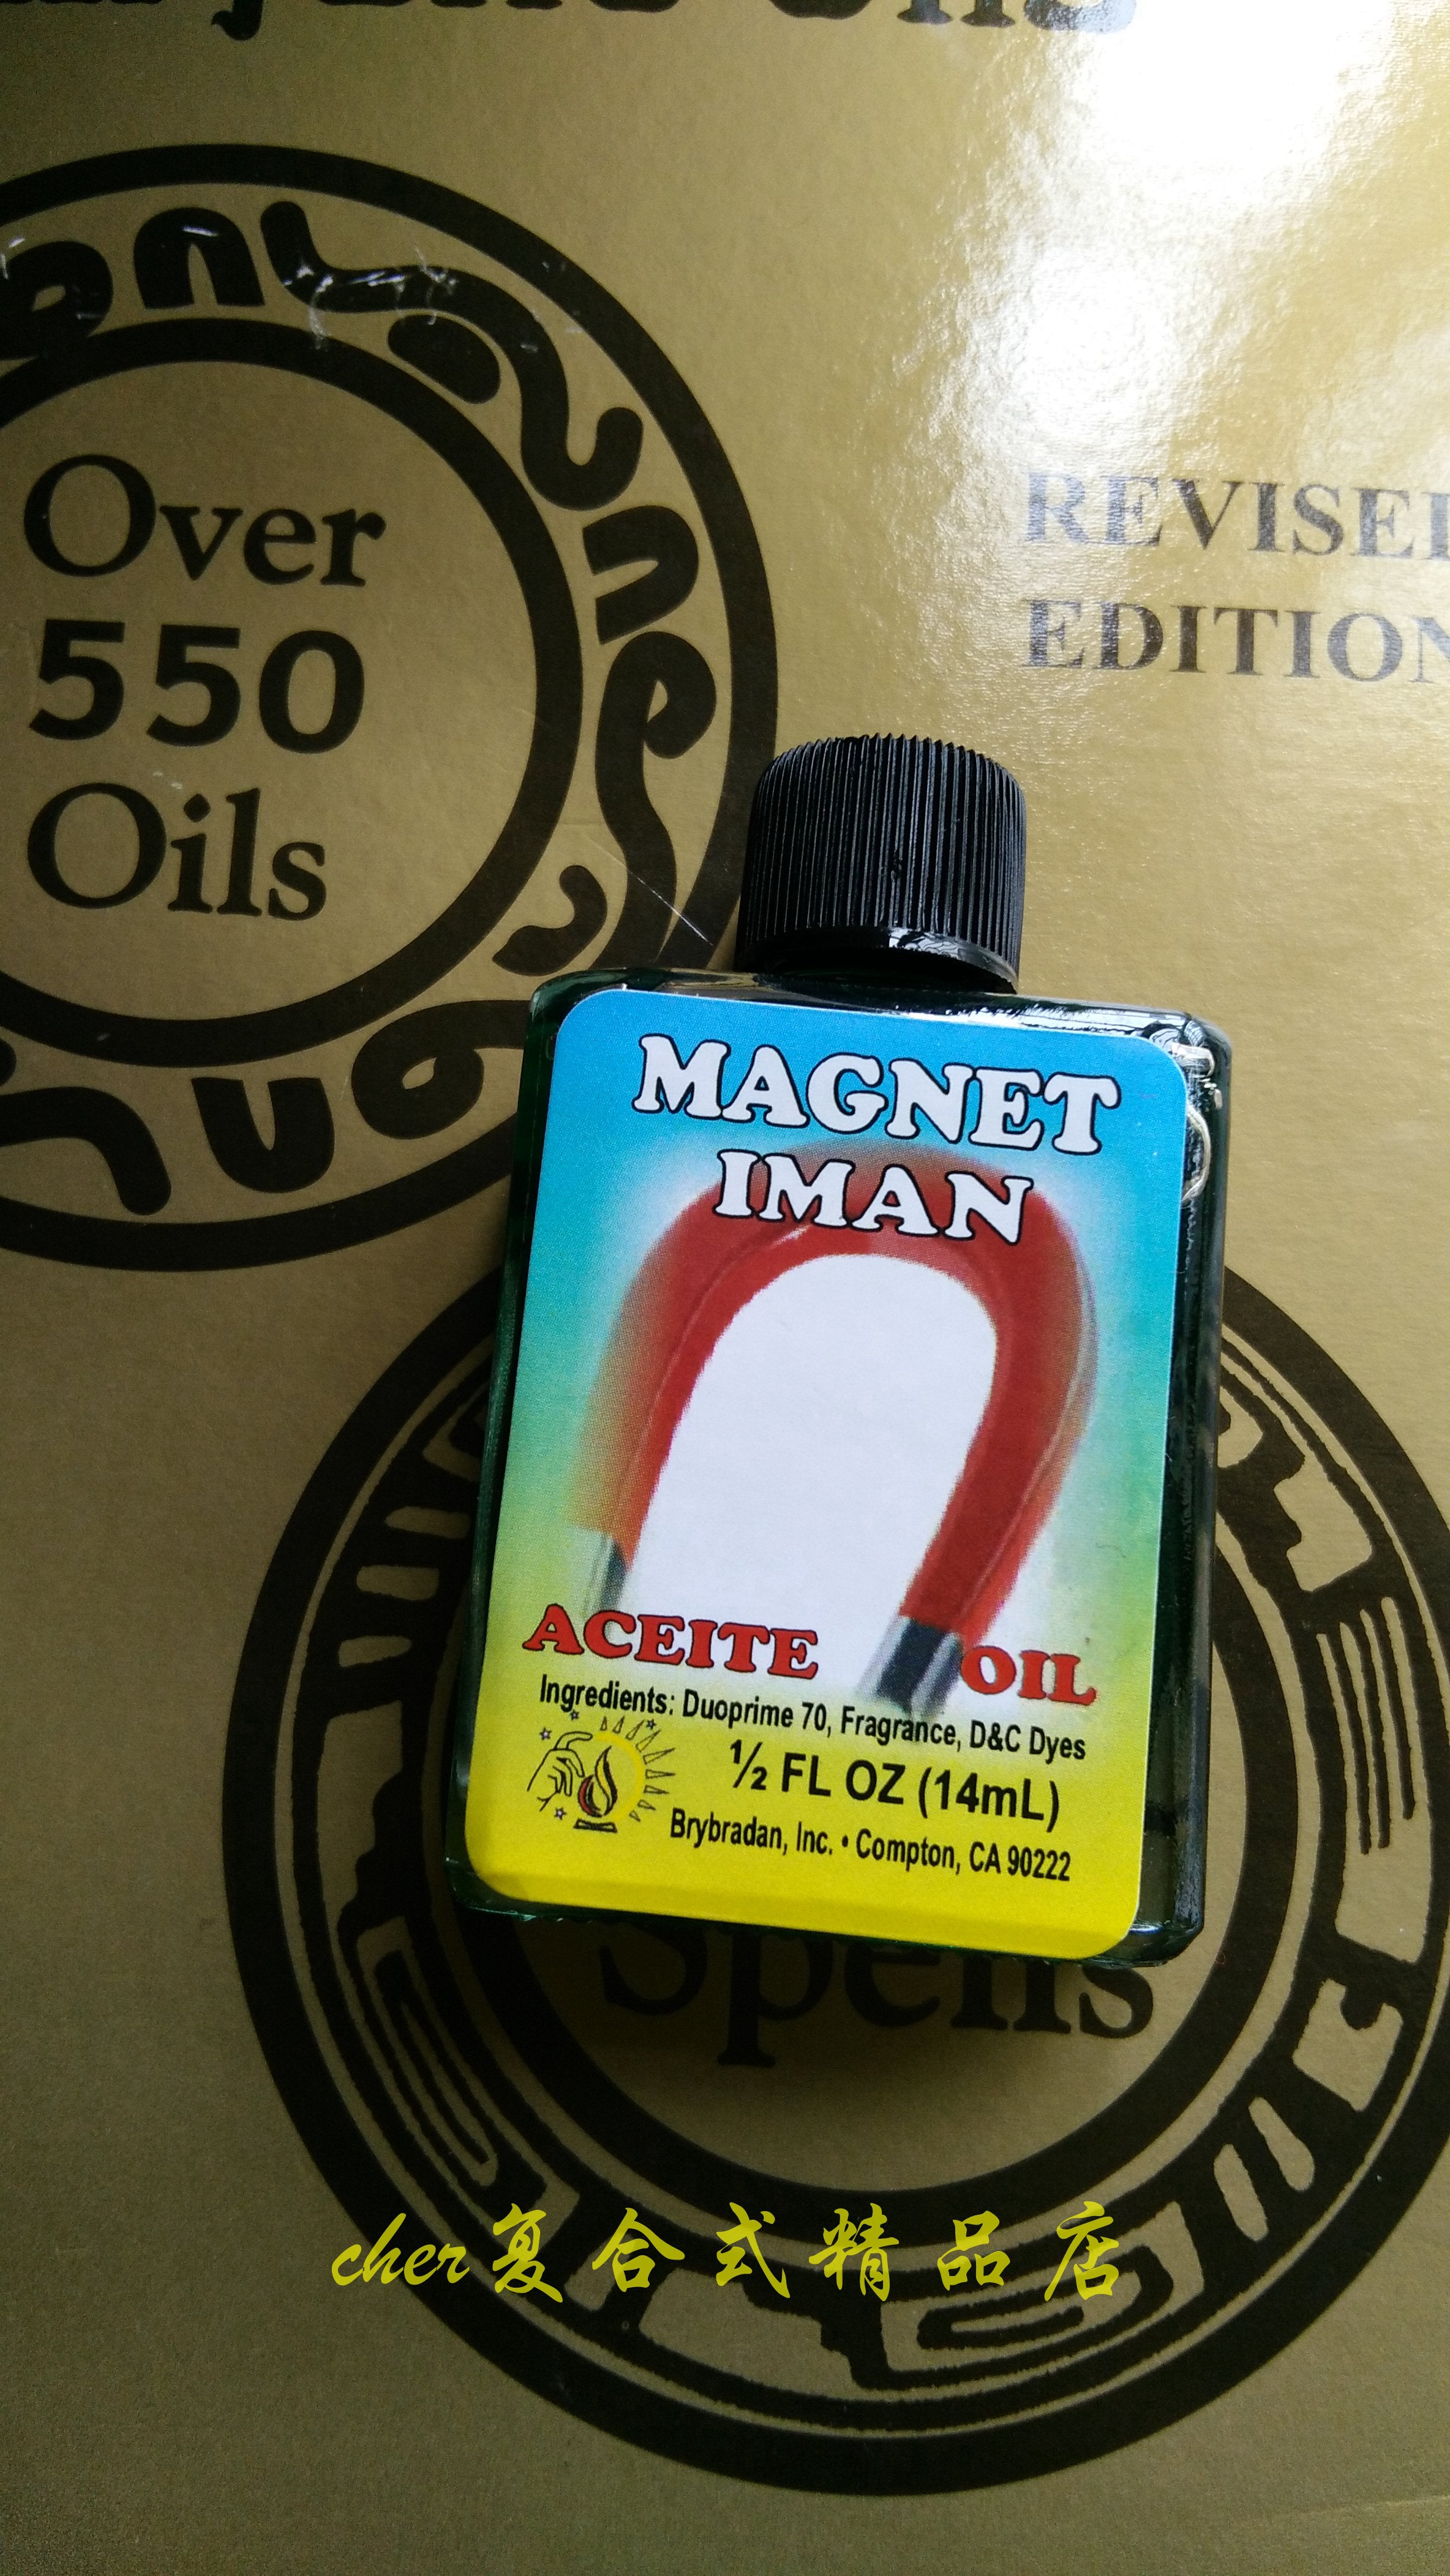 Over
550
Oils
REVISED
EDITION
MAGNET
IMAN
ACEITE OIL
Ingredients: Duoprime 70, Fragrance, D&C Dyes
½ FL OZ (14mL)
Brybradan, Inc. • Compton, CA 90222
Spells
cher复合式精品店